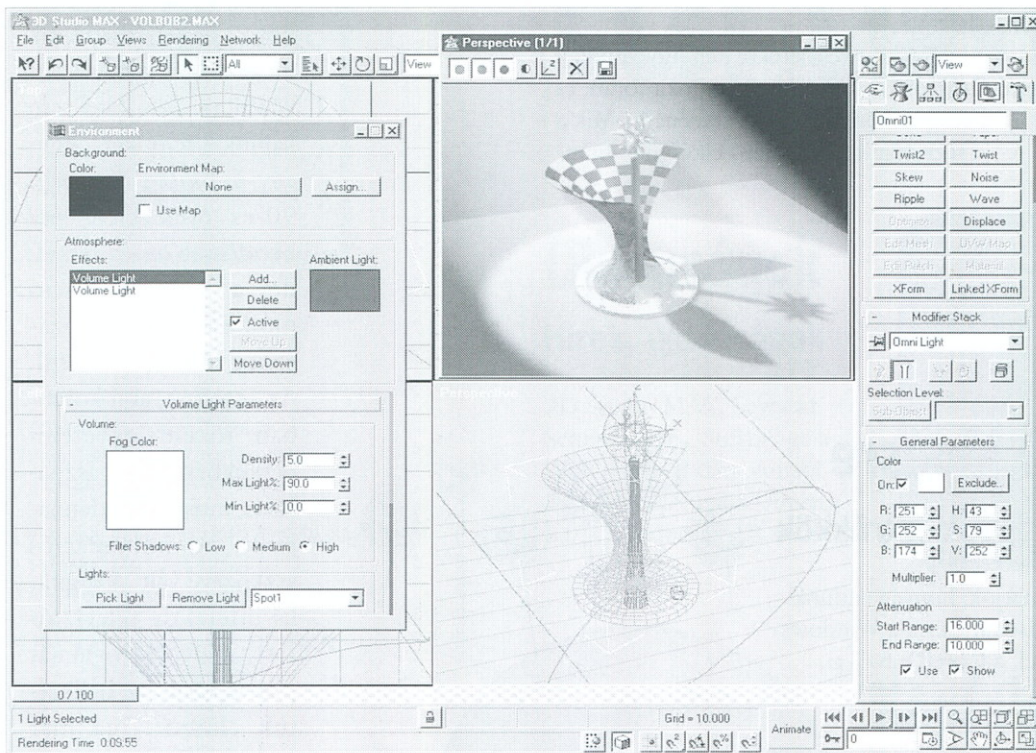 3D Studio MAX - VOLBOB2.MAX
File Edit Group Views Rendering Network Help
All
View
View
Perspective (1/1)
Environment
Background:
Color:
Environment Map:
None
Assign...
Use Map
Atmosphere:
Effects:
Ambient Light:
Volume Light
Volume Light
Add...
Delete
Active
Move Up
Move Down
Volume Light Parameters
Volume:
Fog Color:
Density: 5.0
Max Light%: 90.0
Min Light%: 0.0
Filter Shadows: Low Medium High
Lights:
Pick Light
Remove Light
Spot1
Perspective
Omni01
Twist2
Twist
Skew
Noise
Ripple
Wave
Optimize
Displace
Edit Mesh
UVW Map
Edit Patch
Material
XForm
Linked XForm
Modifier Stack
Omni Light
Selection Level:
Sub-Object
General Parameters
Color
On:
Exclude...
R: 251 H: 43
G: 252 S: 79
B: 174 V: 252
Multiplier: 1.0
Attenuation
Start Range: 16.000
End Range: 10.000
Use Show
0 / 100
1 Light Selected
Grid = 10.000
Animate
Rendering Time 0:05:55
0